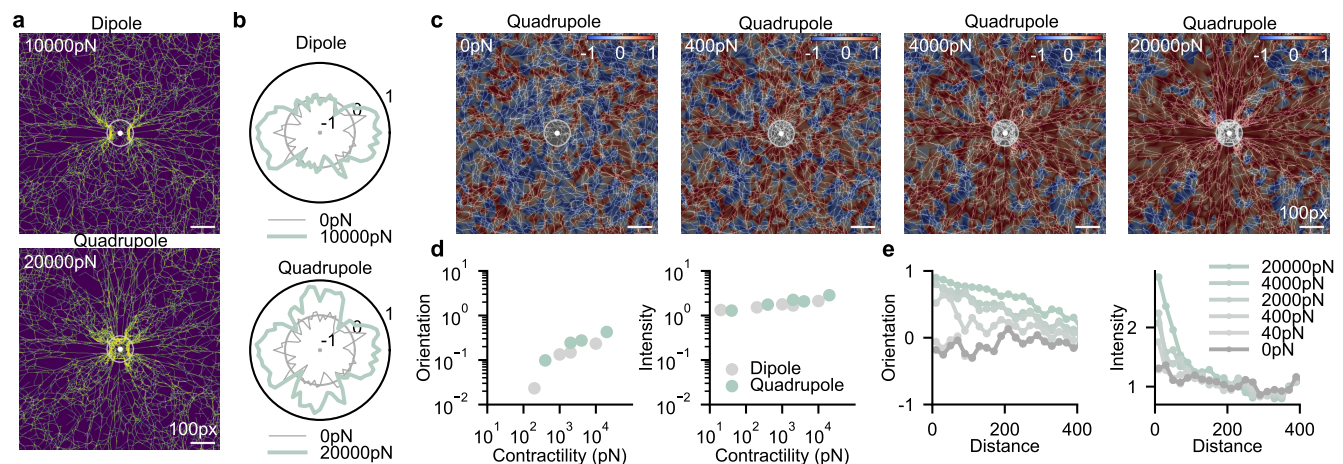 a
Dipole
10000pN
Quadrupole
20000pN
100px
b
Dipole
1
0
-1
0pN
10000pN
Quadrupole
1
0
-1
0pN
20000pN
c
Quadrupole
0pN
-1 0 1
Quadrupole
400pN
-1 0 1
Quadrupole
4000pN
-1 0 1
Quadrupole
20000pN
-1 0 1
100px
d
Orientation
10^1
10^0
10^-1
10^-2
10^1 10^2 10^3 10^4
Contractility (pN)
Intensity
10^1
10^0
10^-1
10^-2
Dipole
Quadrupole
10^1 10^2 10^3 10^4
Contractility (pN)
e
Orientation
1
0
-1
0 200 400
Distance
Intensity
2
1
0 200 400
Distance
20000pN
4000pN
2000pN
400pN
40pN
0pN